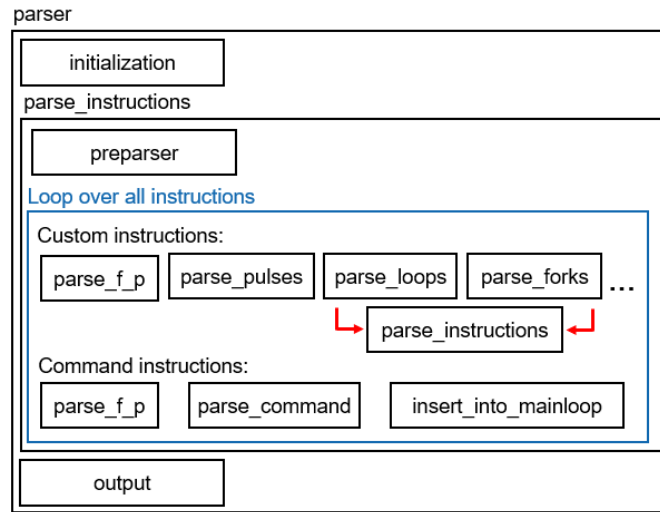 parser
initialization
parse_instructions
preparser
Loop over all instructions
Custom instructions:
parse_f_p parse_pulses parse_loops parse_forks ...
parse_instructions
Command instructions:
parse_f_p parse_command insert_into_mainloop
output